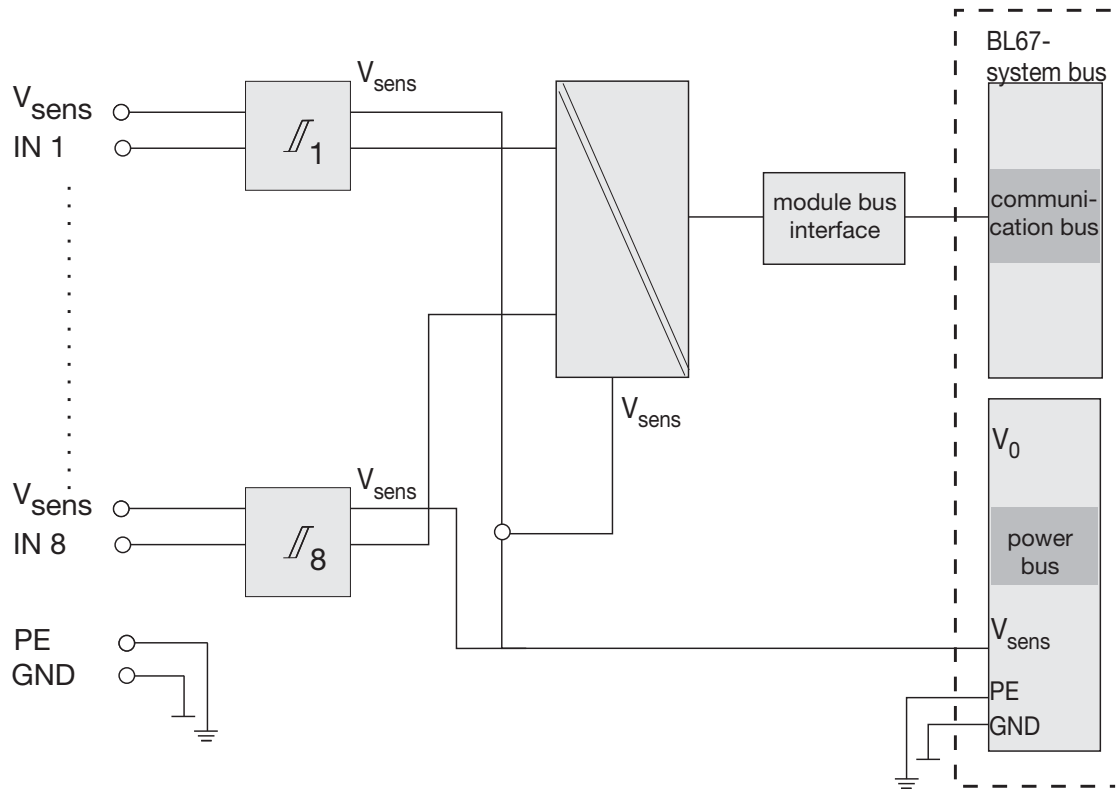 BL67-
system bus
Vsens
IN 1
1
Vsens
module bus
interface
communi-
cation bus
Vsens
V0
Vsens
IN 8
8
Vsens
power
bus
PE
GND
Vsens
PE
GND